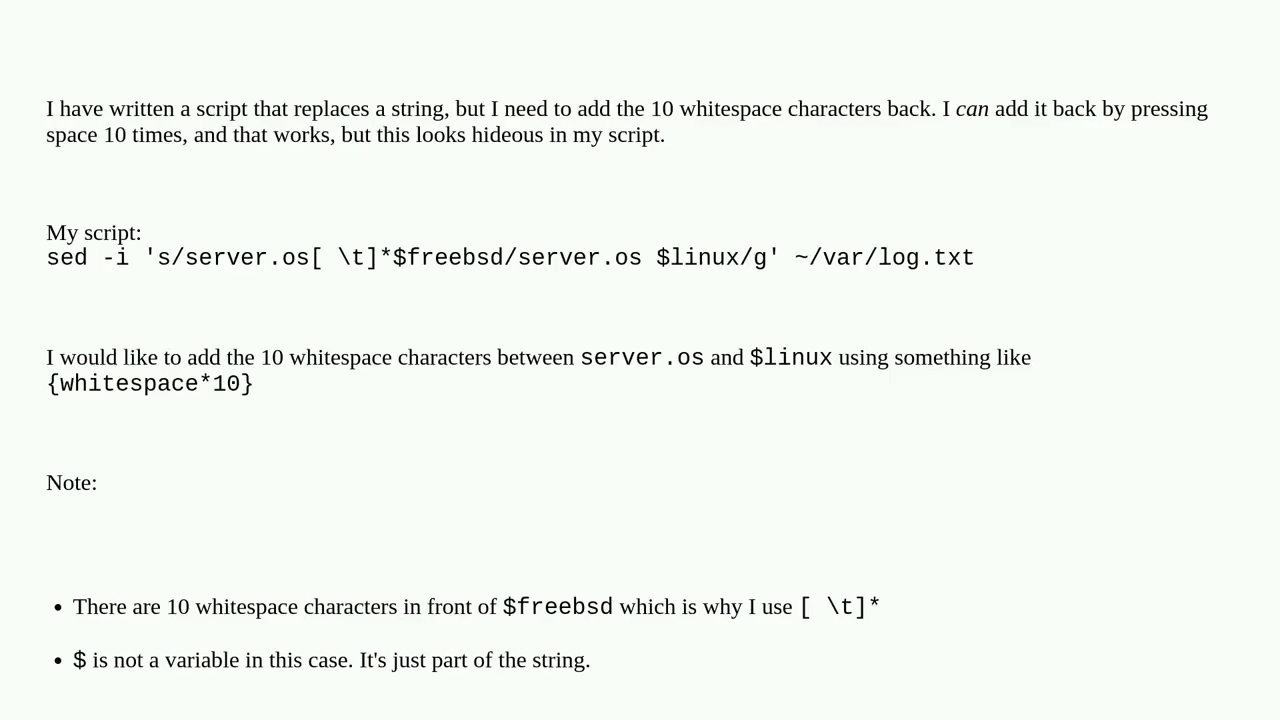 I have written a script that replaces a string, but I need to add the 10 whitespace characters back. I can add it back by pressing
space 10 times, and that works, but this looks hideous in my script.
My script:
sed -i 's/server.os[ \t]*$freebsd/server.os $linux/g' ~/var/log.txt
I would like to add the 10 whitespace characters between server.os and $linux using something like
{whitespace*10}
Note:
• There are 10 whitespace characters in front of $freebsd which is why I use [ \t]*
• $ is not a variable in this case. It's just part of the string.